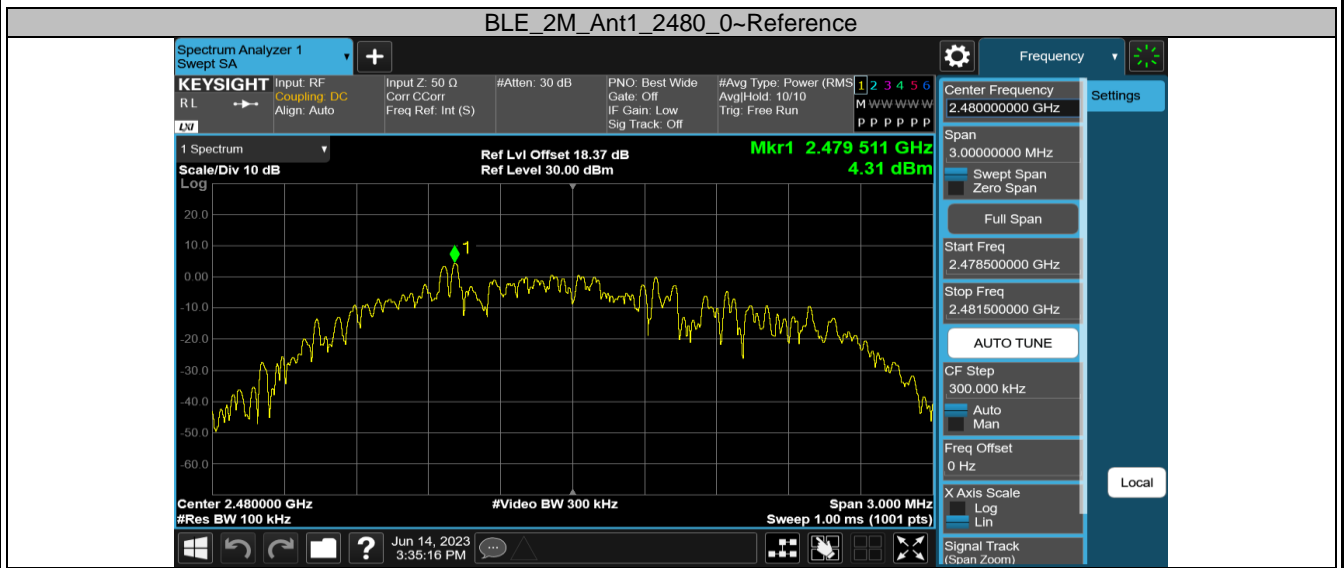 BLE_2M_Ant1_2480_0~Reference
Spectrum Analyzer 1
Swept SA
+
Frequency
KEYSIGHT
R L
LXI
Input: RF
Coupling: DC
Align: Auto
Input Z: 50 Ω
Corr CCorr
Freq Ref: Int (S)
#Atten: 30 dB
PNO: Best Wide
Gate: Off
IF Gain: Low
Sig Track: Off
#Avg Type: Power (RMS
Avg|Hold: 10/10
Trig: Free Run
1 2 3 4 5 6
M W W W W W
P P P P P P
1 Spectrum
Scale/Div 10 dB
Log
Ref Lvl Offset 18.37 dB
Ref Level 30.00 dBm
Mkr1 2.479 511 GHz
4.31 dBm
20.0
10.0
0.00
-10.0
-20.0
-30.0
-40.0
-50.0
-60.0
1
Center 2.480000 GHz
#Res BW 100 kHz
#Video BW 300 kHz
Span 3.000 MHz
Sweep 1.00 ms (1001 pts)
?
Jun 14, 2023
3:35:16 PM
Center Frequency
2.480000000 GHz
Span
3.00000000 MHz
Swept Span
Zero Span
Full Span
Start Freq
2.478500000 GHz
Stop Freq
2.481500000 GHz
AUTO TUNE
CF Step
300.000 kHz
Auto
Man
Freq Offset
0 Hz
X Axis Scale
Log
Lin
Signal Track
(Span Zoom)
Settings
Local